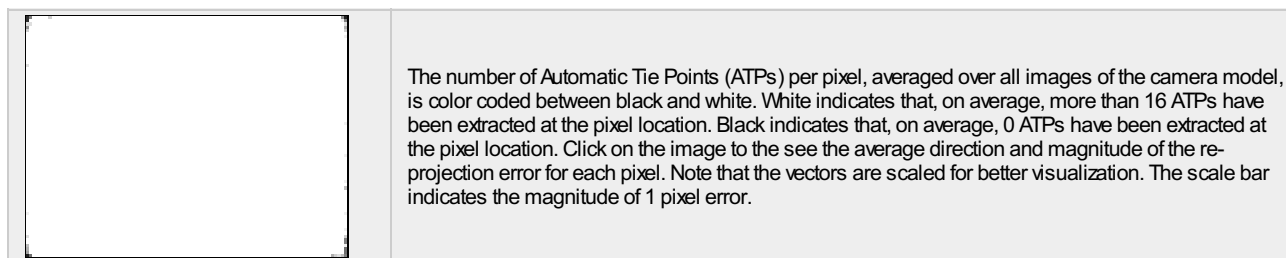 The number of Automatic Tie Points (ATPs) per pixel, averaged over all images of the camera model,
is color coded between black and white. White indicates that, on average, more than 16 ATPs have
been extracted at the pixel location. Black indicates that, on average, 0 ATPs have been extracted at
the pixel location. Click on the image to the see the average direction and magnitude of the re-
projection error for each pixel. Note that the vectors are scaled for better visualization. The scale bar
indicates the magnitude of 1 pixel error.